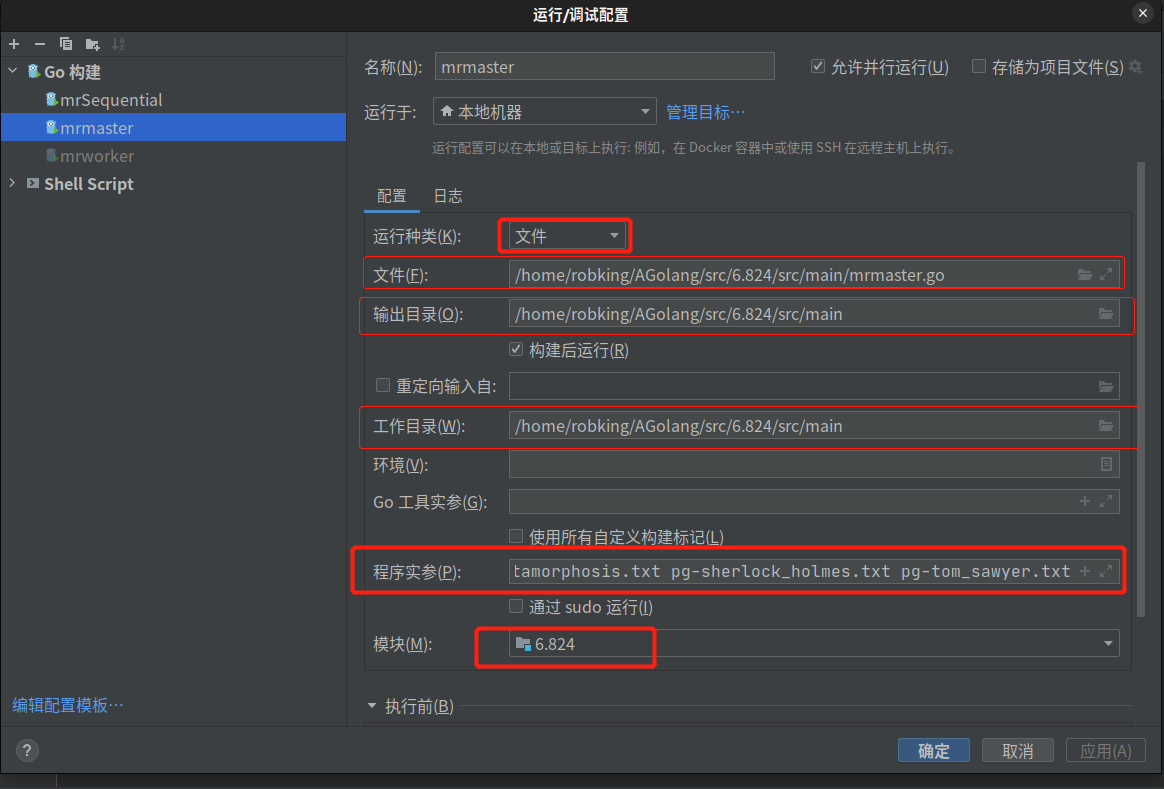 运行/调试配置
Go 构建
mrSequential
mrmaster
mrworker
Shell Script
编辑配置模板…
名称(N): mrmaster 允许并行运行(U) 存储为项目文件(S)
运行于: 本地机器 管理目标…
运行配置可以在本地或目标上执行: 例如，在 Docker 容器中或使用 SSH 在远程主机上执行。
配置 日志
运行种类(K): 文件
文件(F): /home/robking/AGolang/src/6.824/src/main/mrmaster.go
输出目录(O): /home/robking/AGolang/src/6.824/src/main
构建后运行(R)
重定向输入自:
工作目录(W): /home/robking/AGolang/src/6.824/src/main
环境(V):
Go 工具实参(G):
使用所有自定义构建标记(L)
程序实参(P): tamorphosis.txt pg-sherlock_holmes.txt pg-tom_sawyer.txt
通过 sudo 运行(I)
模块(M): 6.824
执行前(B)
? 确定 取消 应用(A)